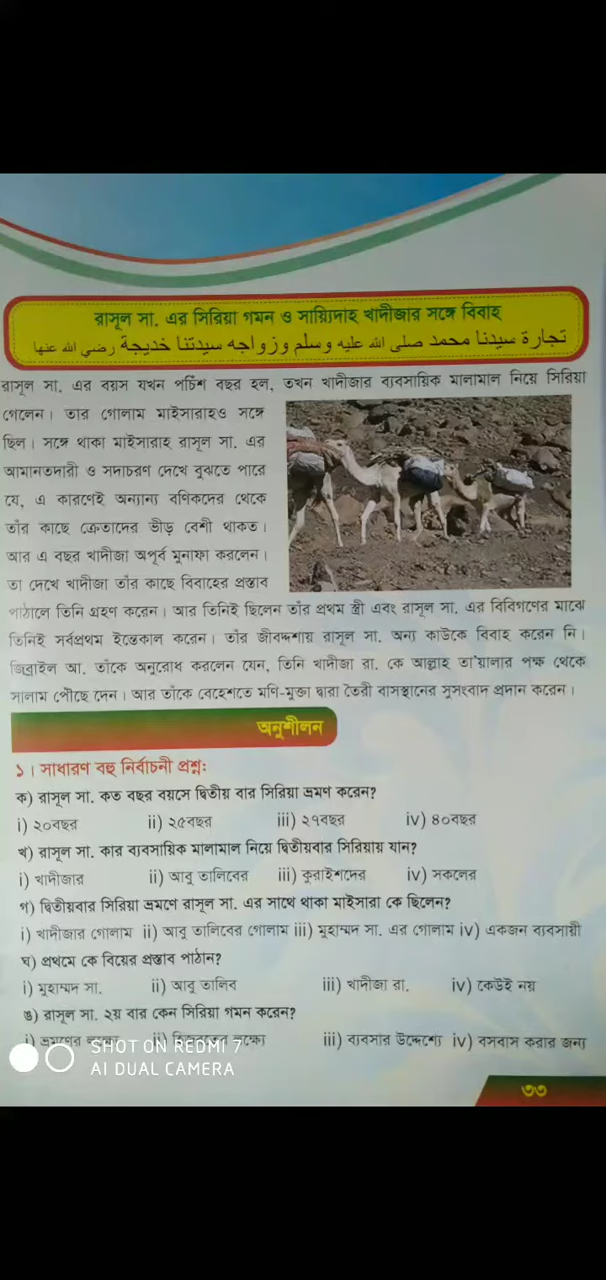 রাসূল সা. এর সিরিয়া গমন ও সায়্যিদাহ খাদীজার সঙ্গে বিবাহ
تجارة سيدنا محمد صلى الله عليه وسلم وزواجه سيدتنا خديجة رضي الله عنها
রাসূল সা. এর বয়স যখন পচিঁশ বছর হল, তখন খাদীজার ব্যবসায়িক মালামাল নিয়ে সিরিয়া
গেলেন। তার গোলাম মাইসারাহও সঙ্গে
ছিল। সঙ্গে থাকা মাইসারাহ রাসূল সা. এর
আমানতদারী ও সদাচরণ দেখে বুঝতে পারে
যে, এ কারণেই অন্যান্য বণিকদের থেকে
তাঁর কাছে ক্রেতাদের ভীড় বেশী থাকত।
আর এ বছর খাদীজা অপূর্ব মুনাফা করলেন।
তা দেখে খাদীজা তাঁর কাছে বিবাহের প্রস্তাব
পাঠালে তিনি গ্রহণ করেন। আর তিনিই ছিলেন তাঁর প্রথম স্ত্রী এবং রাসূল সা. এর বিবিগণের মাঝে
তিনিই সর্বপ্রথম ইন্তেকাল করেন। তাঁর জীবদ্দশায় রাসূল সা. অন্য কাউকে বিবাহ করেন নি।
জিব্রাইল আ. তাঁকে অনুরোধ করলেন যেন, তিনি খাদীজা রা. কে আল্লাহ তা'য়ালার পক্ষ থেকে
সালাম পৌছে দেন। আর তাঁকে বেহেশতে মণি-মুক্তা দ্বারা তৈরী বাসস্থানের সুসংবাদ প্রদান করেন।
অনুশীলন
১। সাধারণ বহু নির্বাচনী প্রশ্ন:
ক) রাসূল সা. কত বছর বয়সে দ্বিতীয় বার সিরিয়া ভ্রমণ করেন?
i) ২০বছর ii) ২৫বছর iii) ২৭বছর iv) ৪০বছর
খ) রাসূল সা. কার ব্যবসায়িক মালামাল নিয়ে দ্বিতীয়বার সিরিয়ায় যান?
i) খাদীজার ii) আবু তালিবের iii) কুরাইশদের iv) সকলের
গ) দ্বিতীয়বার সিরিয়া ভ্রমণে রাসূল সা. এর সাথে থাকা মাইসারা কে ছিলেন?
i) খাদীজার গোলাম ii) আবু তালিবের গোলাম iii) মুহাম্মদ সা. এর গোলাম iv) একজন ব্যবসায়ী
ঘ) প্রথমে কে বিয়ের প্রস্তাব পাঠান?
i) মুহাম্মদ সা. ii) আবু তালিব iii) খাদীজা রা. iv) কেউই নয়
ঙ) রাসূল সা. ২য় বার কেন সিরিয়া গমন করেন?
i) ভ্রমণের ii) iii) ব্যবসার উদ্দেশ্যে iv) বসবাস করার জন্য
SHOT ON REDMI 7
AI DUAL CAMERA
৩৩